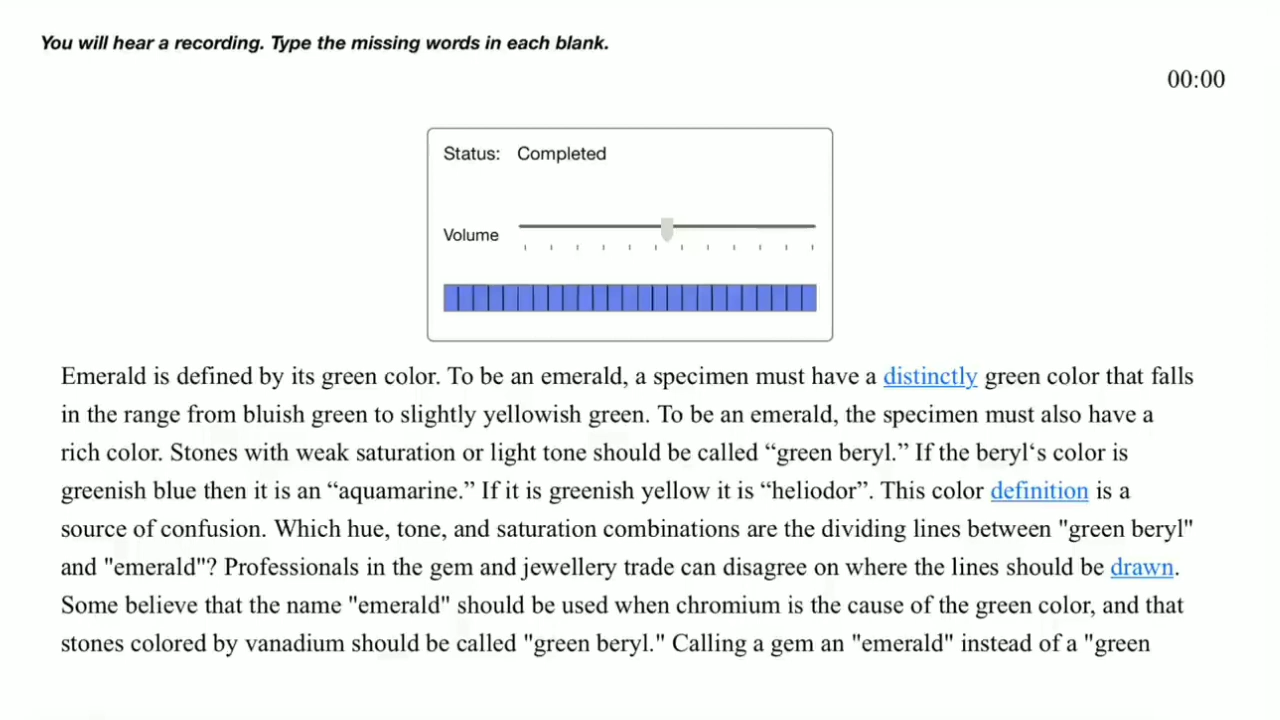 You will hear a recording. Type the missing words in each blank.
00:00
Status: Completed
Volume
Emerald is defined by its green color. To be an emerald, a specimen must have a distinctly green color that falls
in the range from bluish green to slightly yellowish green. To be an emerald, the specimen must also have a
rich color. Stones with weak saturation or light tone should be called “green beryl.” If the beryl‘s color is
greenish blue then it is an “aquamarine.” If it is greenish yellow it is “heliodor”. This color definition is a
source of confusion. Which hue, tone, and saturation combinations are the dividing lines between "green beryl"
and "emerald"? Professionals in the gem and jewellery trade can disagree on where the lines should be drawn.
Some believe that the name "emerald" should be used when chromium is the cause of the green color, and that
stones colored by vanadium should be called "green beryl." Calling a gem an "emerald" instead of a "green